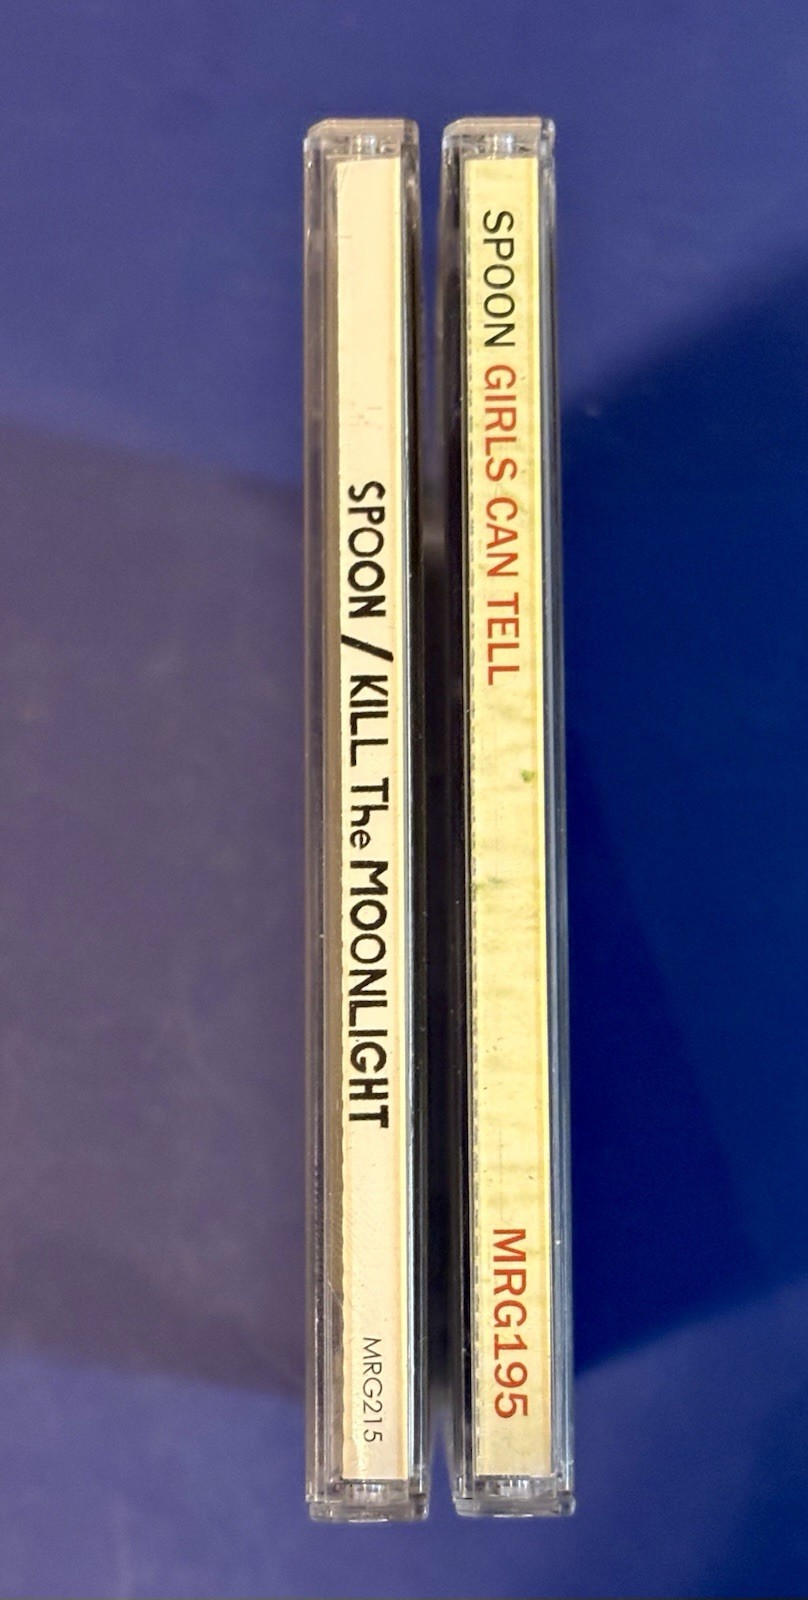 SPOON / KILL The MOONLIGHT
MRG215
SPOON GIRLS CAN TELL
MRG195